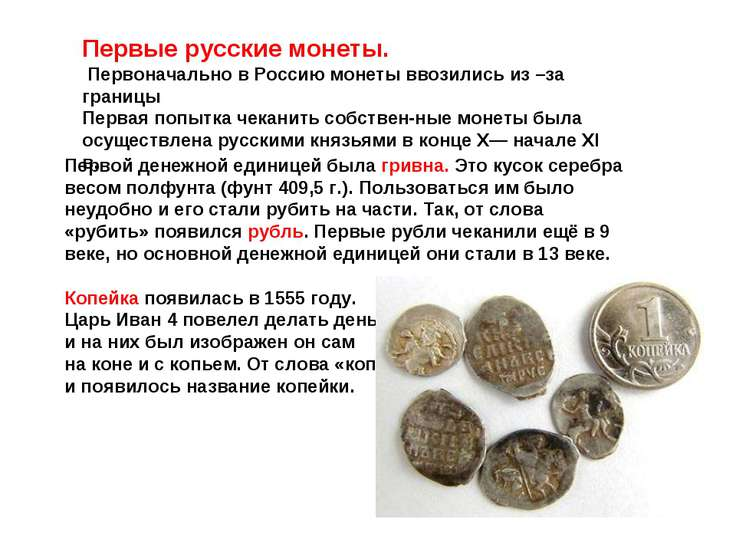 Первые русские монеты.
Первоначально в Россию монеты ввозились из –за
границы
Первая попытка чеканить собствен-ные монеты была
осуществлена русскими князьями в конце X— начале XI
в.
Первой денежной единицей была гривна. Это кусок серебра
весом полфунта (фунт 409,5 г.). Пользоваться им было
неудобно и его стали рубить на части. Так, от слова
«рубить» появился рубль. Первые рубли чеканили ещё в 9
веке, но основной денежной единицей они стали в 13 веке.
Копейка появилась в 1555 году.
Царь Иван 4 повелел делать день
и на них был изображен он сам
на коне и с копьем. От слова «коп
и появилось название копейки.
1
КОПЕЙКА